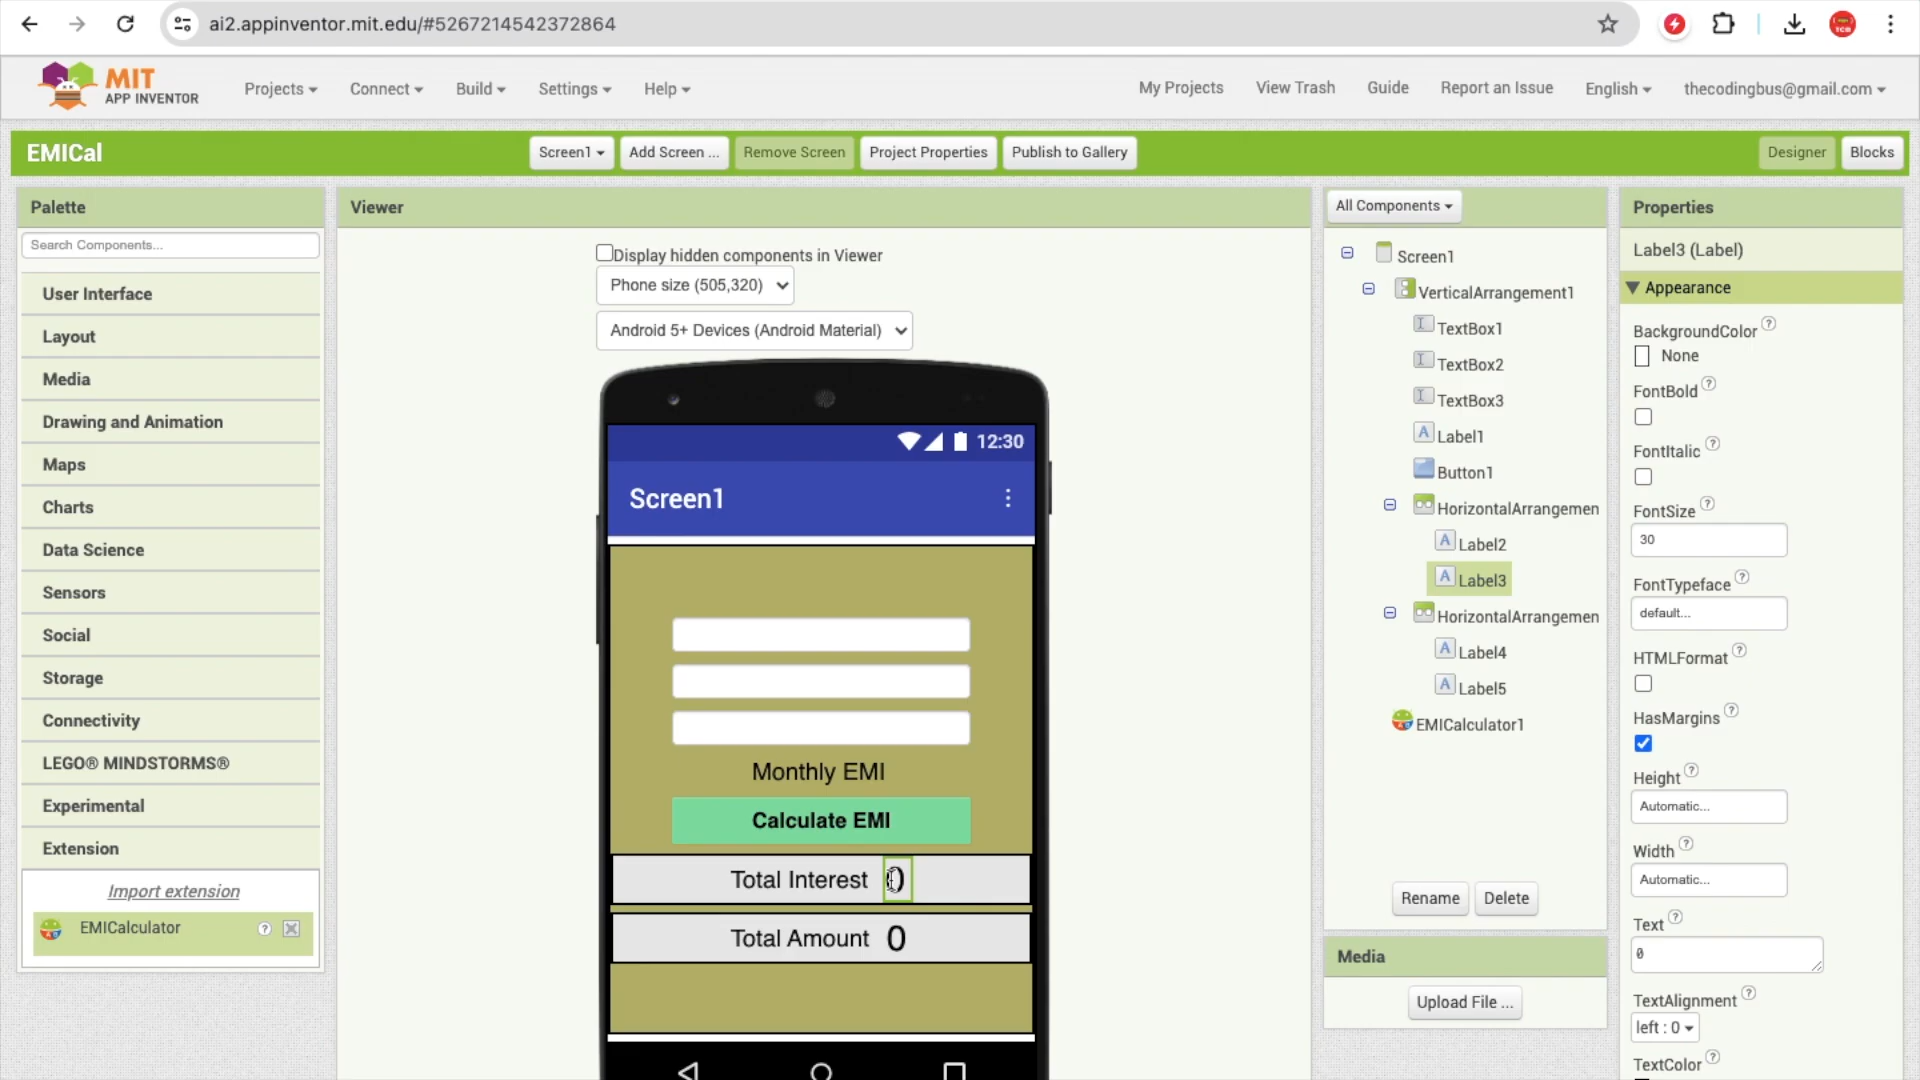 ai2.appinventor.mit.edu/#5267214542372864
MIT
APP INVENTOR
Projects
Connect
Build
Settings
Help
My Projects
View Trash
Guide
Report an Issue
English
thecodingbus@gmail.com
EMICal
Screen1
Add Screen ...
Remove Screen
Project Properties
Publish to Gallery
Designer
Blocks
Palette
Search Components...
User Interface
Layout
Media
Drawing and Animation
Maps
Charts
Data Science
Sensors
Social
Storage
Connectivity
LEGO® MINDSTORMS®
Experimental
Extension
Import extension
EMICalculator
?
Viewer
Display hidden components in Viewer
Phone size (505,320)
Android 5+ Devices (Android Material)
12:30
Screen1
Monthly EMI
Calculate EMI
Total Interest 0
Total Amount 0
All Components
Screen1
VerticalArrangement1
TextBox1
TextBox2
TextBox3
Label1
Button1
HorizontalArrangemen
Label2
Label3
HorizontalArrangemen
Label4
Label5
EMICalculator1
Rename
Delete
Media
Upload File ...
Properties
Label3 (Label)
Appearance
BackgroundColor ?
None
FontBold ?
FontItalic ?
FontSize ?
30
FontTypeface ?
default...
HTMLFormat ?
HasMargins ?
Height ?
Automatic...
Width ?
Automatic...
Text ?
0
TextAlignment ?
left : 0
TextColor ?